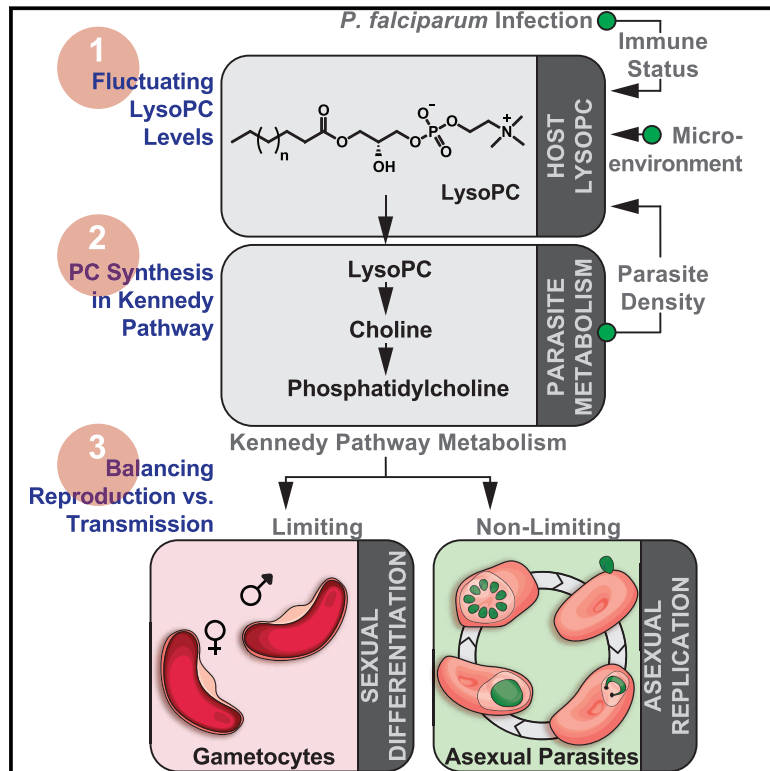 P. falciparum Infection
Immune
Status
1
Fluctuating
LysoPC
Levels
O
O
OH
O
O
P
O⁻
O
N
+
n
LysoPC
HOST
LYSOPC
Micro-
environment
2
PC Synthesis
in Kennedy
Pathway
LysoPC
Choline
Phosphatidylcholine
PARASITE
METABOLISM
Parasite
Density
Kennedy Pathway Metabolism
3
Balancing
Reproduction vs.
Transmission
Limiting
Non-Limiting
♂
♀
Gametocytes
SEXUAL
DIFFERENTIATION
Asexual Parasites
ASEXUAL
REPLICATION